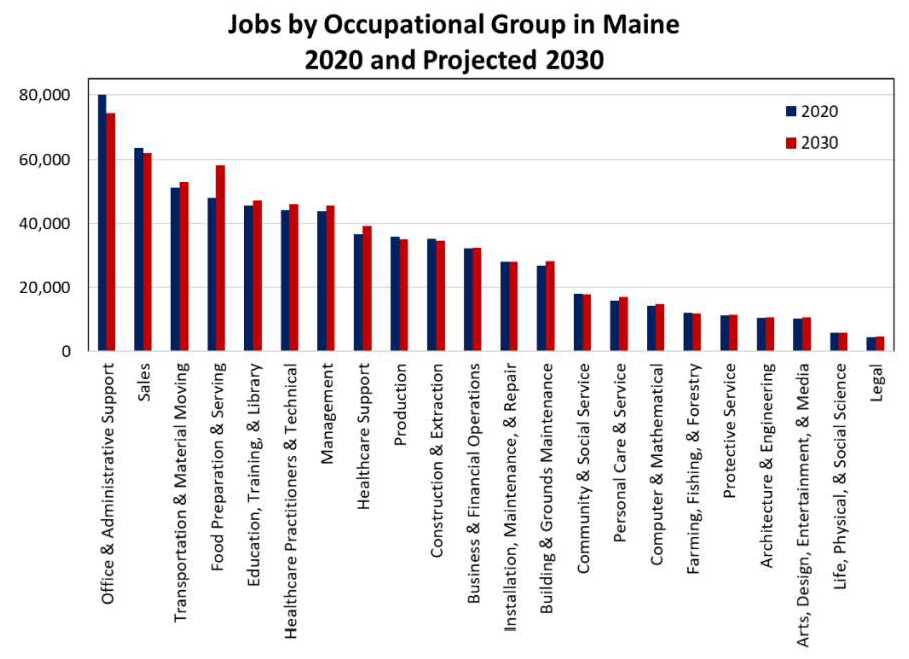 Jobs by Occupational Group in Maine
2020 and Projected 2030
80,000
60,000
40,000
20,000
0
2020
2030
Office & Administrative Support
Sales
Transportation & Material Moving
Food Preparation & Serving
Education, Training, & Library
Healthcare Practitioners & Technical
Management
Healthcare Support
Production
Construction & Extraction
Business & Financial Operations
Installation, Maintenance, & Repair
Building & Grounds Maintenance
Community & Social Service
Personal Care & Service
Computer & Mathematical
Farming, Fishing, & Forestry
Protective Service
Architecture & Engineering
Arts, Design, Entertainment, & Media
Life, Physical, & Social Science
Legal